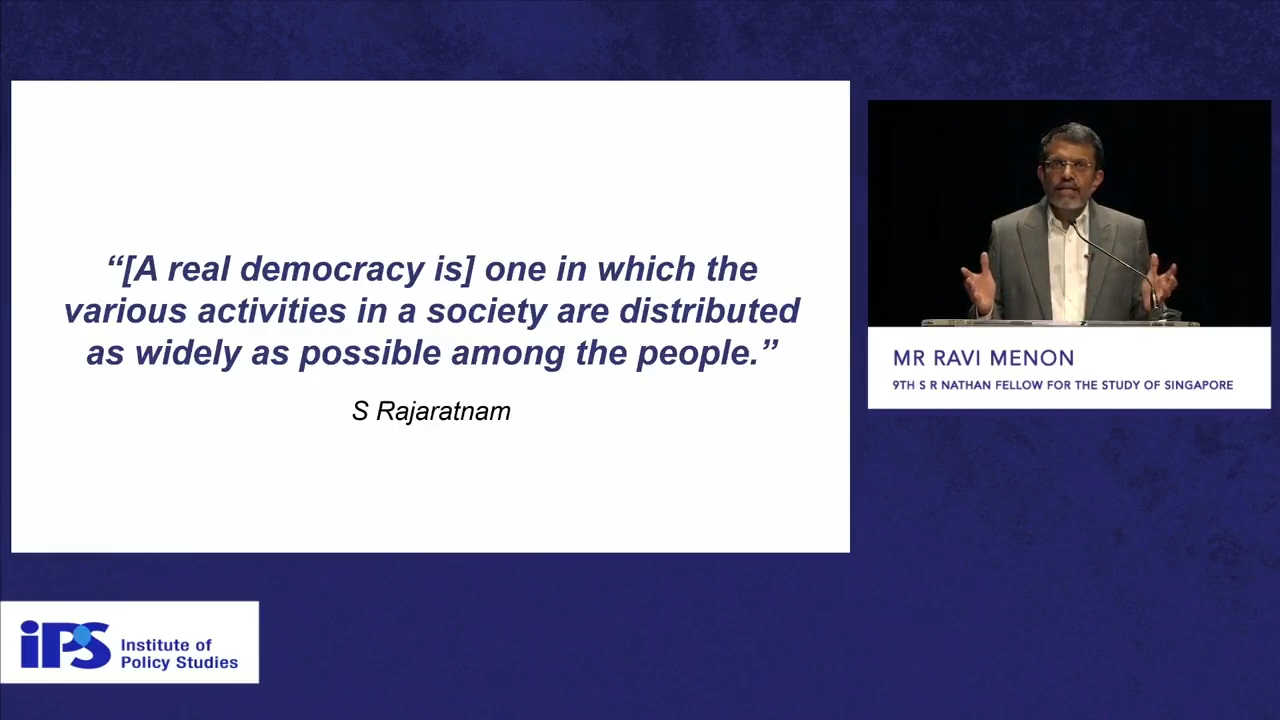 “[A real democracy is] one in which the
various activities in a society are distributed
as widely as possible among the people.”
S Rajaratnam
MR RAVI MENON
9TH S R NATHAN FELLOW FOR THE STUDY OF SINGAPORE
iPS
Institute of
Policy Studies